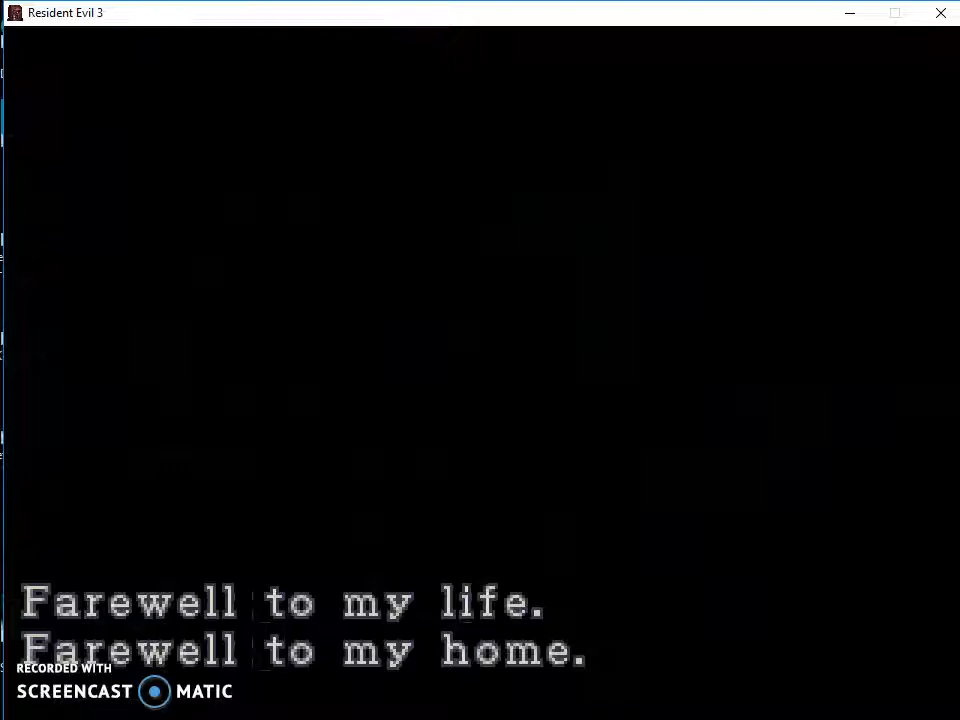 Resident Evil 3
Farewell to my life.
Farewell to my home.
RECORDED WITH
SCREENCAST MATIC